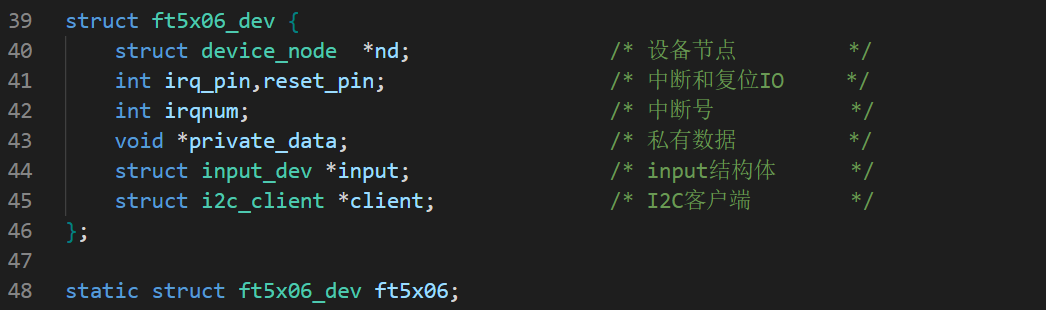 39 struct ft5x06_dev {
40     struct device_node  *nd;                /* 设备节点         */
41     int irq_pin,reset_pin;                  /* 中断和复位IO     */
42     int irqnum;                             /* 中断号           */
43     void *private_data;                     /* 私有数据         */
44     struct input_dev *input;                /* input结构体      */
45     struct i2c_client *client;              /* I2C客户端        */
46 };
47
48 static struct ft5x06_dev ft5x06;